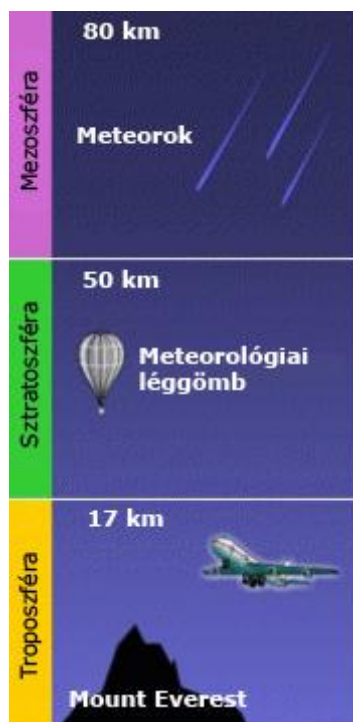 80 km
Mezoszféra
Meteorok
50 km
Sztratoszféra
Meteorológiai
léggömb
17 km
Troposzféra
Mount Everest